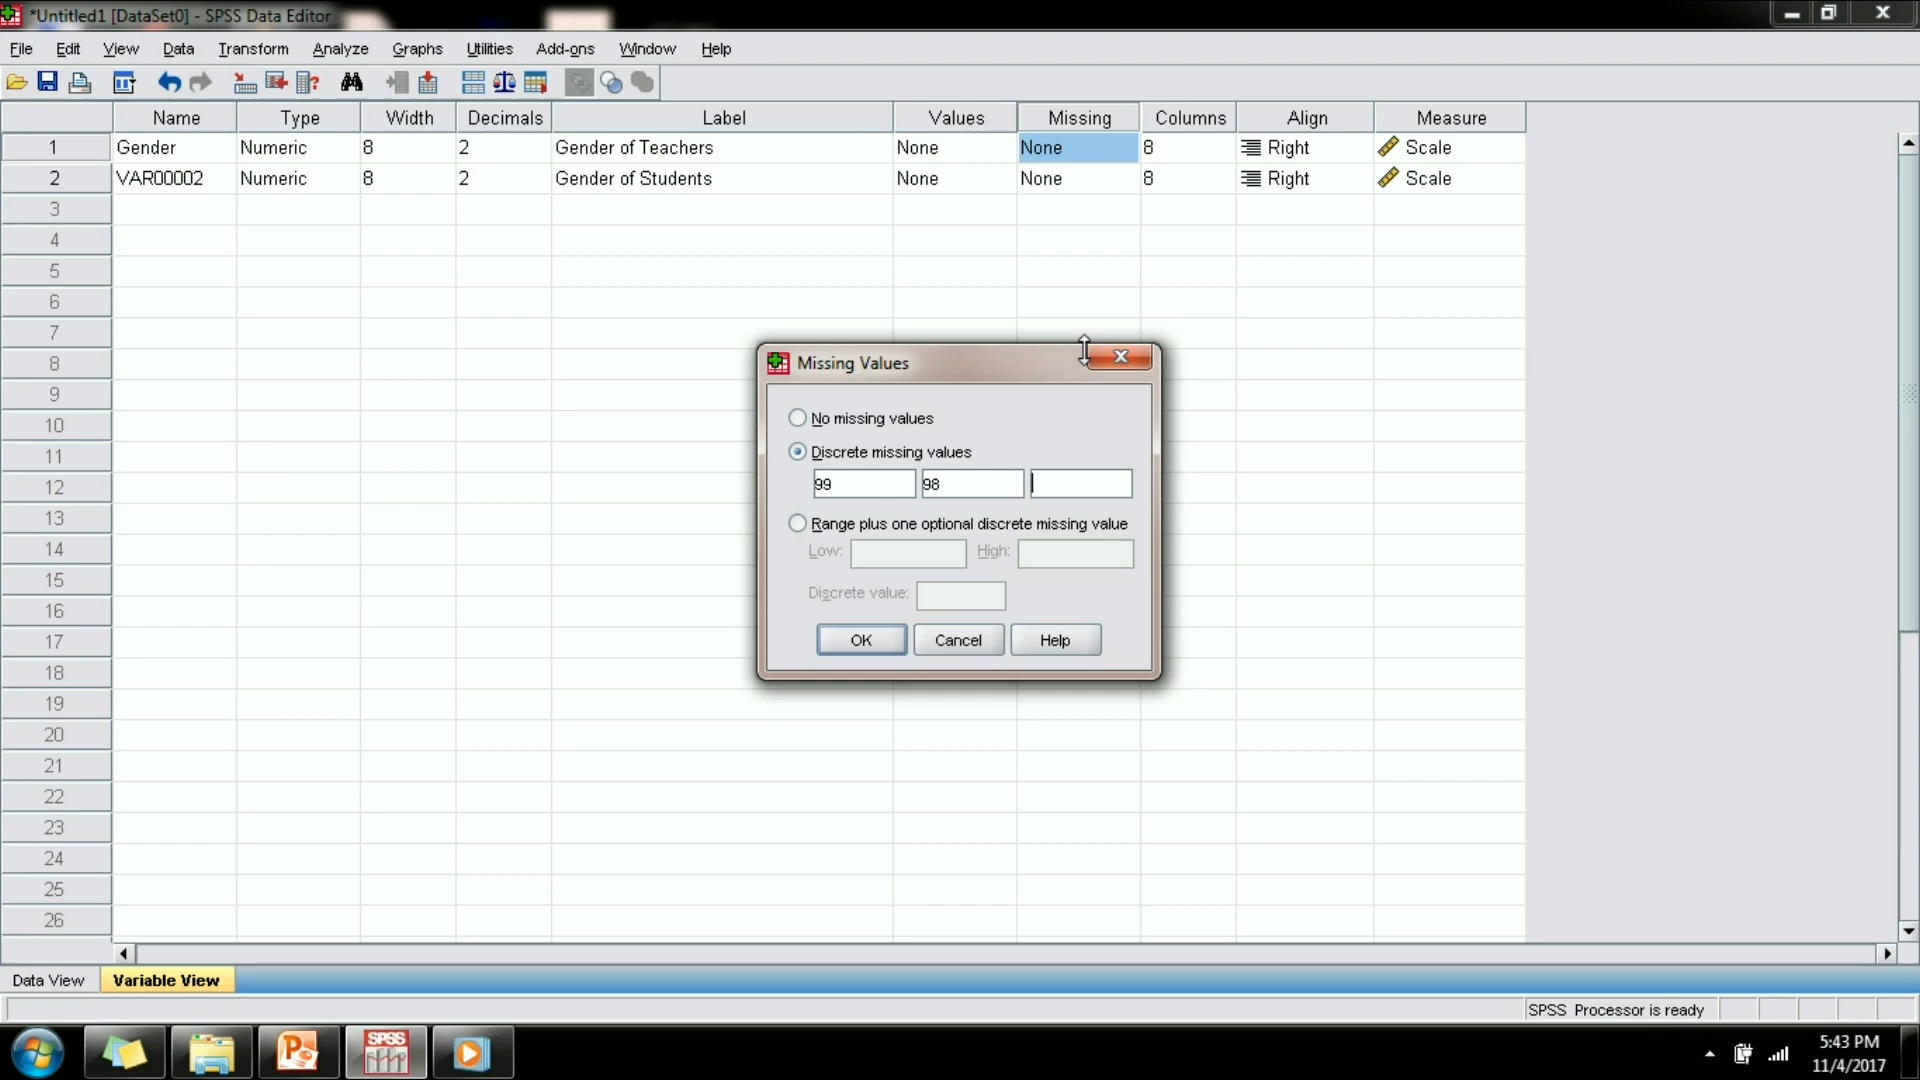 *Untitled1 [DataSet0] - SPSS Data Editor
File Edit View Data Transform Analyze Graphs Utilities Add-ons Window Help
Name Type Width Decimals Label Values Missing Columns Align Measure
1 Gender Numeric 8 2 Gender of Teachers None None 8 Right Scale
2 VAR00002 Numeric 8 2 Gender of Students None None 8 Right Scale
3
4
5
6
7
8
9
10
11
12
13
14
15
16
17
18
19
20
21
22
23
24
25
26
Missing Values
No missing values
Discrete missing values
99 98
Range plus one optional discrete missing value
Low: High:
Discrete value:
OK Cancel Help
Data View Variable View
SPSS Processor is ready
SPSS
5:43 PM
11/4/2017